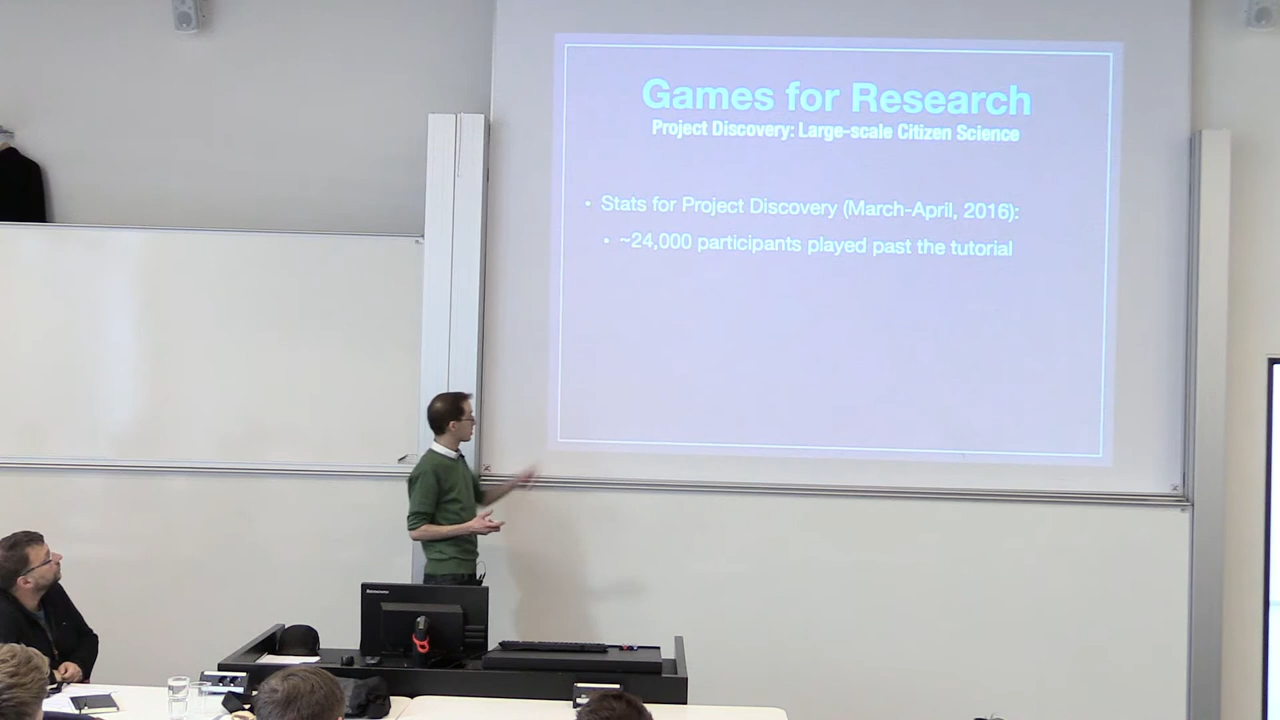 Games for Research
Project Discovery: Large-scale Citizen Science
• Stats for Project Discovery (March-April, 2016):
• ~24,000 participants played past the tutorial